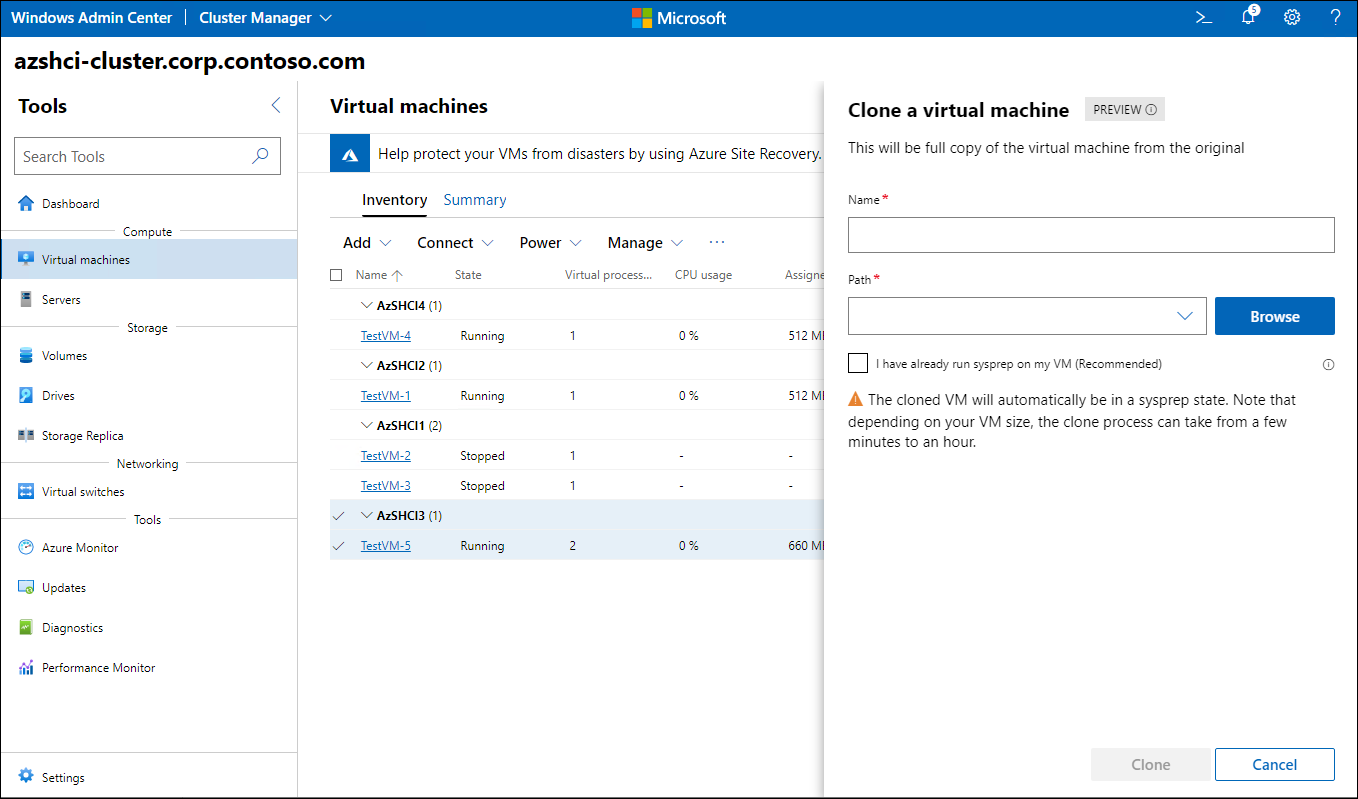 Windows Admin Center | Cluster Manager
Microsoft
5
azshci-cluster.corp.contoso.com
Tools
Search Tools
Dashboard
Compute
Virtual machines
Servers
Storage
Volumes
Drives
Storage Replica
Networking
Virtual switches
Tools
Azure Monitor
Updates
Diagnostics
Performance Monitor
Settings
Virtual machines
Help protect your VMs from disasters by using Azure Site Recovery.
Inventory Summary
Add Connect Power Manage ...
Name State Virtual process... CPU usage Assigne
AzSHCI4 (1)
TestVM-4 Running 1 0 % 512 M
AzSHCI2 (1)
TestVM-1 Running 1 0 % 512 M
AzSHCI1 (2)
TestVM-2 Stopped 1 - -
TestVM-3 Stopped 1 - -
AzSHCI3 (1)
TestVM-5 Running 2 0 % 660 M
Clone a virtual machine PREVIEW
This will be full copy of the virtual machine from the original
Name *
Path *
Browse
I have already run sysprep on my VM (Recommended)
The cloned VM will automatically be in a sysprep state. Note that
depending on your VM size, the clone process can take from a few
minutes to an hour.
Clone Cancel